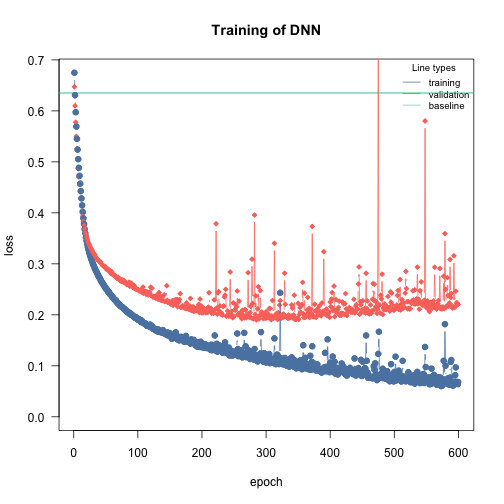 Training of DNN
Line types
training
validation
baseline
loss
0.7
0.6
0.5
0.4
0.3
0.2
0.1
0.0
0 100 200 300 400 500 600
epoch